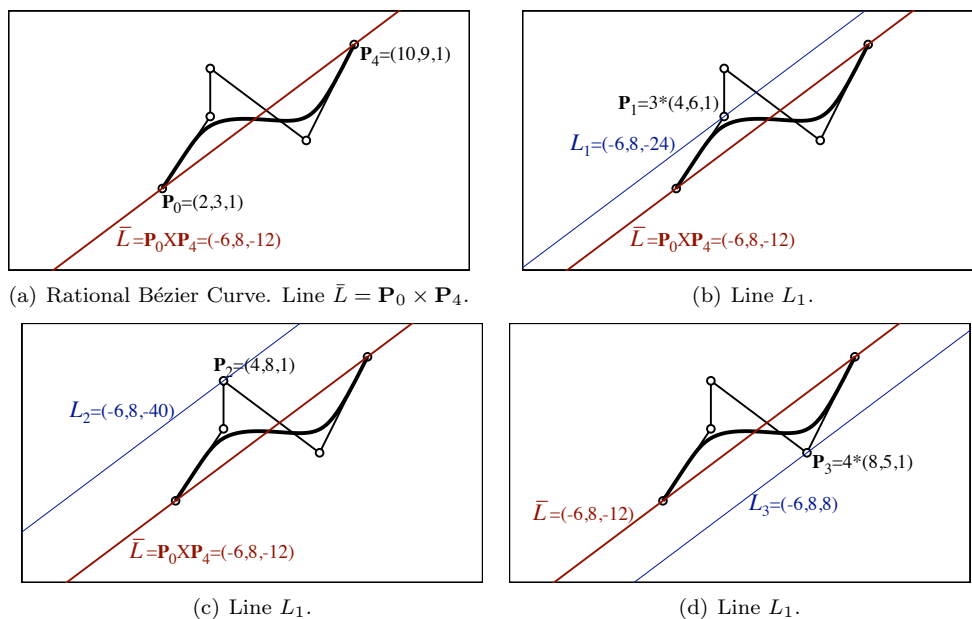 P₄=(10,9,1)
P₀=(2,3,1)
L̄=P₀XP₄=(-6,8,-12)
(a) Rational Bézier Curve. Line L̄ = P₀ × P₄.
P₁=3*(4,6,1)
L₁=(-6,8,-24)
L̄=P₀XP₄=(-6,8,-12)
(b) Line L₁.
P₂=(4,8,1)
L₂=(-6,8,-40)
L̄=P₀XP₄=(-6,8,-12)
(c) Line L₁.
P₃=4*(8,5,1)
L̄=(-6,8,-12)
L₃=(-6,8,8)
(d) Line L₁.